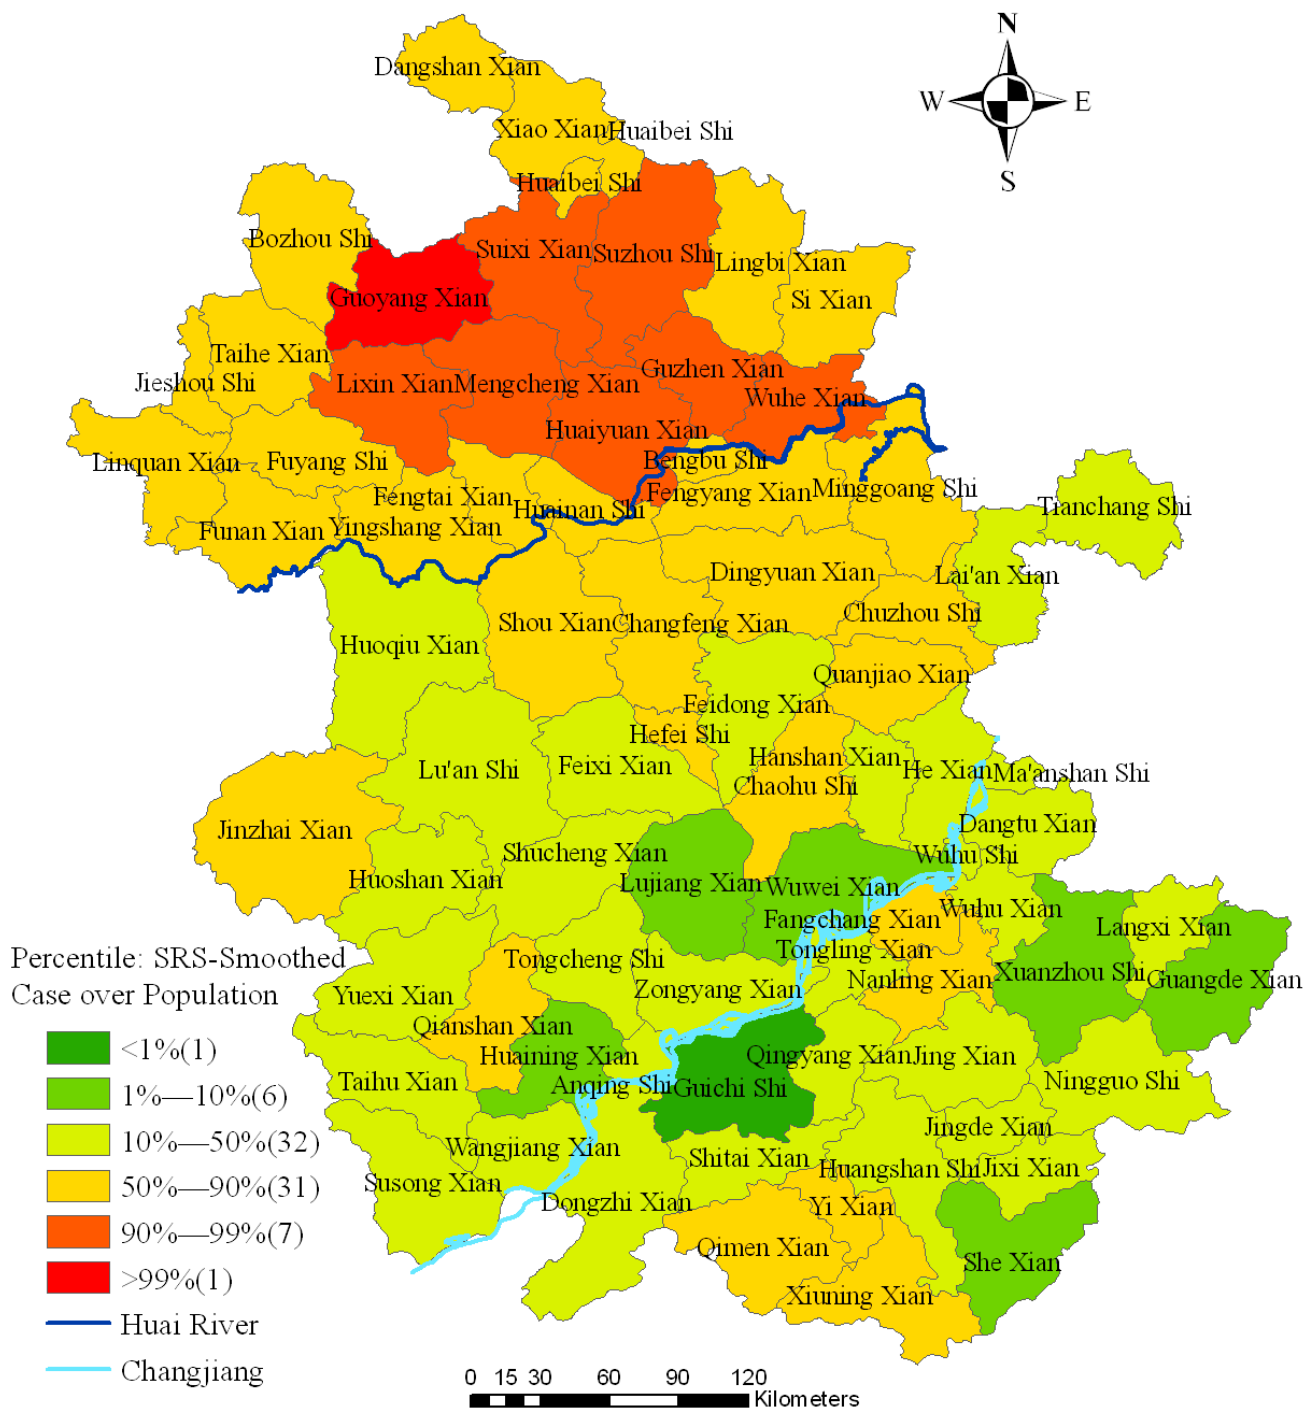 N
W
E
S
Dangshan Xian
Xiao Xian
Huaibei Shi
Huaibei Shi
Bozhou Shi
Suixi Xian
Suzhou Shi
Lingbi Xian
Si Xian
Guoyang Xian
Taihe Xian
Jieshou Shi
Lixin Xian
Mengcheng Xian
Guzhen Xian
Wuhe Xian
Huaiyuan Xian
Linquan Xian
Fuyang Shi
Bengbu Shi
Fengtai Xian
Huainan Shi
Fengyang Xian
Minggoang Shi
Tianchang Shi
Funan Xian
Yingshang Xian
Dingyuan Xian
Lai'an Xian
Shou Xian
Changfeng Xian
Chuzhou Shi
Huoqiu Xian
Quanjiao Xian
Feidong Xian
Hefei Shi
Lu'an Shi
Feixi Xian
Hanshan Xian
He Xian
Ma'anshan Shi
Chaohu Shi
Jinzhai Xian
Dangtu Xian
Shucheng Xian
Wuhu Shi
Huoshan Xian
Lujiang Xian
Wuwei Xian
Fangchang Xian
Wuhu Xian
Langxi Xian
Tongcheng Shi
Tongling Xian
Yuexi Xian
Zongyang Xian
Nanling Xian
Xuanzhou Shi
Guangde Xian
Qianshan Xian
Huaining Xian
Qingyang Xian
Jing Xian
Taihu Xian
Anqing Shi
Guichi Shi
Ningguo Shi
Wangjiang Xian
Jingde Xian
Susong Xian
Shitai Xian
Huangshan Shi
Jixi Xian
Dongzhi Xian
Yi Xian
Qimen Xian
She Xian
Xiuning Xian
Percentile: SRS-Smoothed
Case over Population
<1%(1)
1%—10%(6)
10%—50%(32)
50%—90%(31)
90%—99%(7)
>99%(1)
Huai River
Changjiang
0 15 30 60 90 120
Kilometers